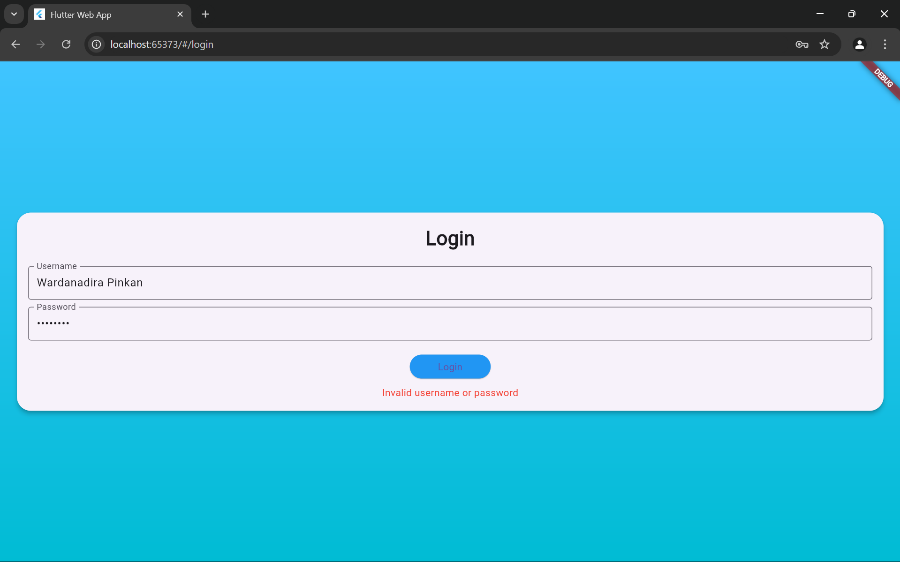 Flutter Web App
localhost:65373/#/login
DEBUG
Login
Username
Wardanadira Pinkan
Password
••••••••
Login
Invalid username or password